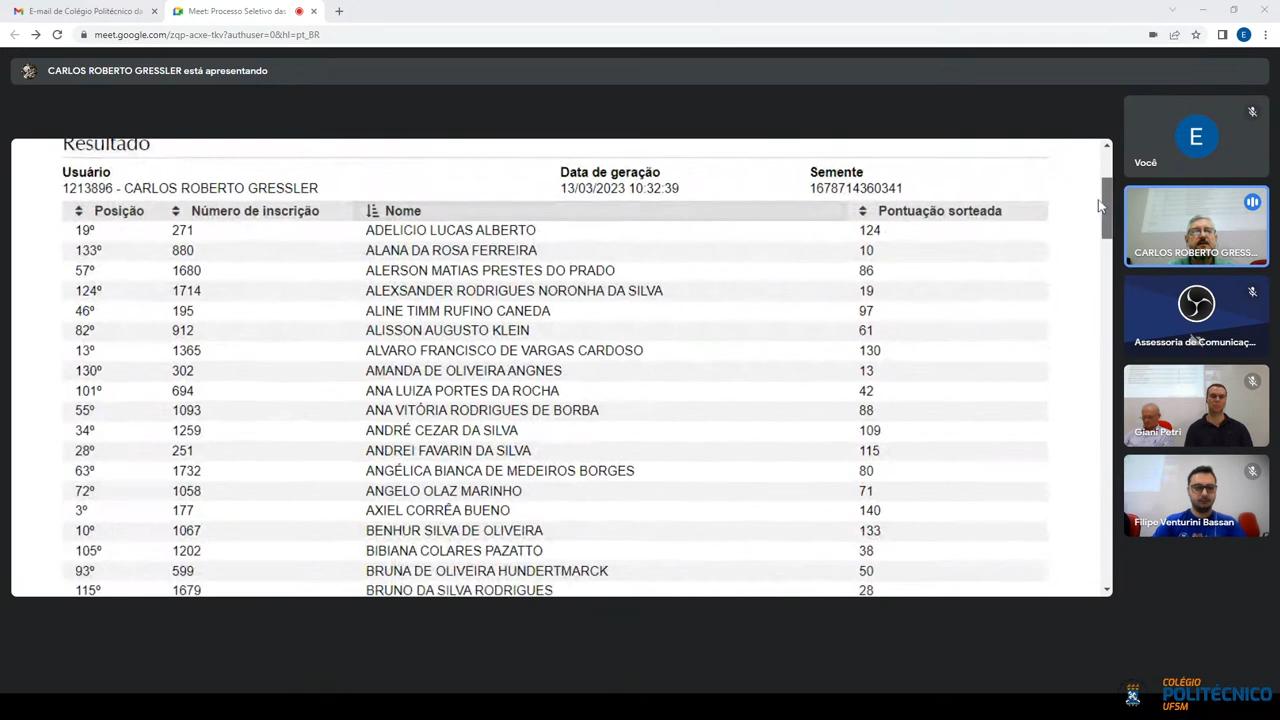 E-mail de Colégio Politécnico da
Meet: Processo Seletivo das
meet.google.com/zqp-acxe-tkv?authuser=0&hl=pt_BR
E
CARLOS ROBERTO GRESSLER está apresentando
Resultado
Usuário Data de geração Semente
1213896 - CARLOS ROBERTO GRESSLER 13/03/2023 10:32:39 1678714360341
Posição Número de inscrição Nome Pontuação sorteada
19º 271 ADELICIO LUCAS ALBERTO 124
133º 880 ALANA DA ROSA FERREIRA 10
57º 1680 ALERSON MATIAS PRESTES DO PRADO 86
124º 1714 ALEXSANDER RODRIGUES NORONHA DA SILVA 19
46º 195 ALINE TIMM RUFINO CANEDA 97
82º 912 ALISSON AUGUSTO KLEIN 61
13º 1365 ALVARO FRANCISCO DE VARGAS CARDOSO 130
130º 302 AMANDA DE OLIVEIRA ANGNES 13
101º 694 ANA LUIZA PORTES DA ROCHA 42
55º 1093 ANA VITÓRIA RODRIGUES DE BORBA 88
34º 1259 ANDRÉ CEZAR DA SILVA 109
28º 251 ANDREI FAVARIN DA SILVA 115
63º 1732 ANGÉLICA BIANCA DE MEDEIROS BORGES 80
72º 1058 ANGELO OLAZ MARINHO 71
3º 177 AXIEL CORRÊA BUENO 140
10º 1067 BENHUR SILVA DE OLIVEIRA 133
105º 1202 BIBIANA COLARES PAZATTO 38
93º 599 BRUNA DE OLIVEIRA HUNDERTMARCK 50
115º 1679 BRUNO DA SILVA RODRIGUES 28
E
Você
CARLOS ROBERTO GRESS...
Assessoria de Comunicaç...
Giani Petri
Filipe Venturini Bassan
COLÉGIO
POLITÉCNICO
UFSM